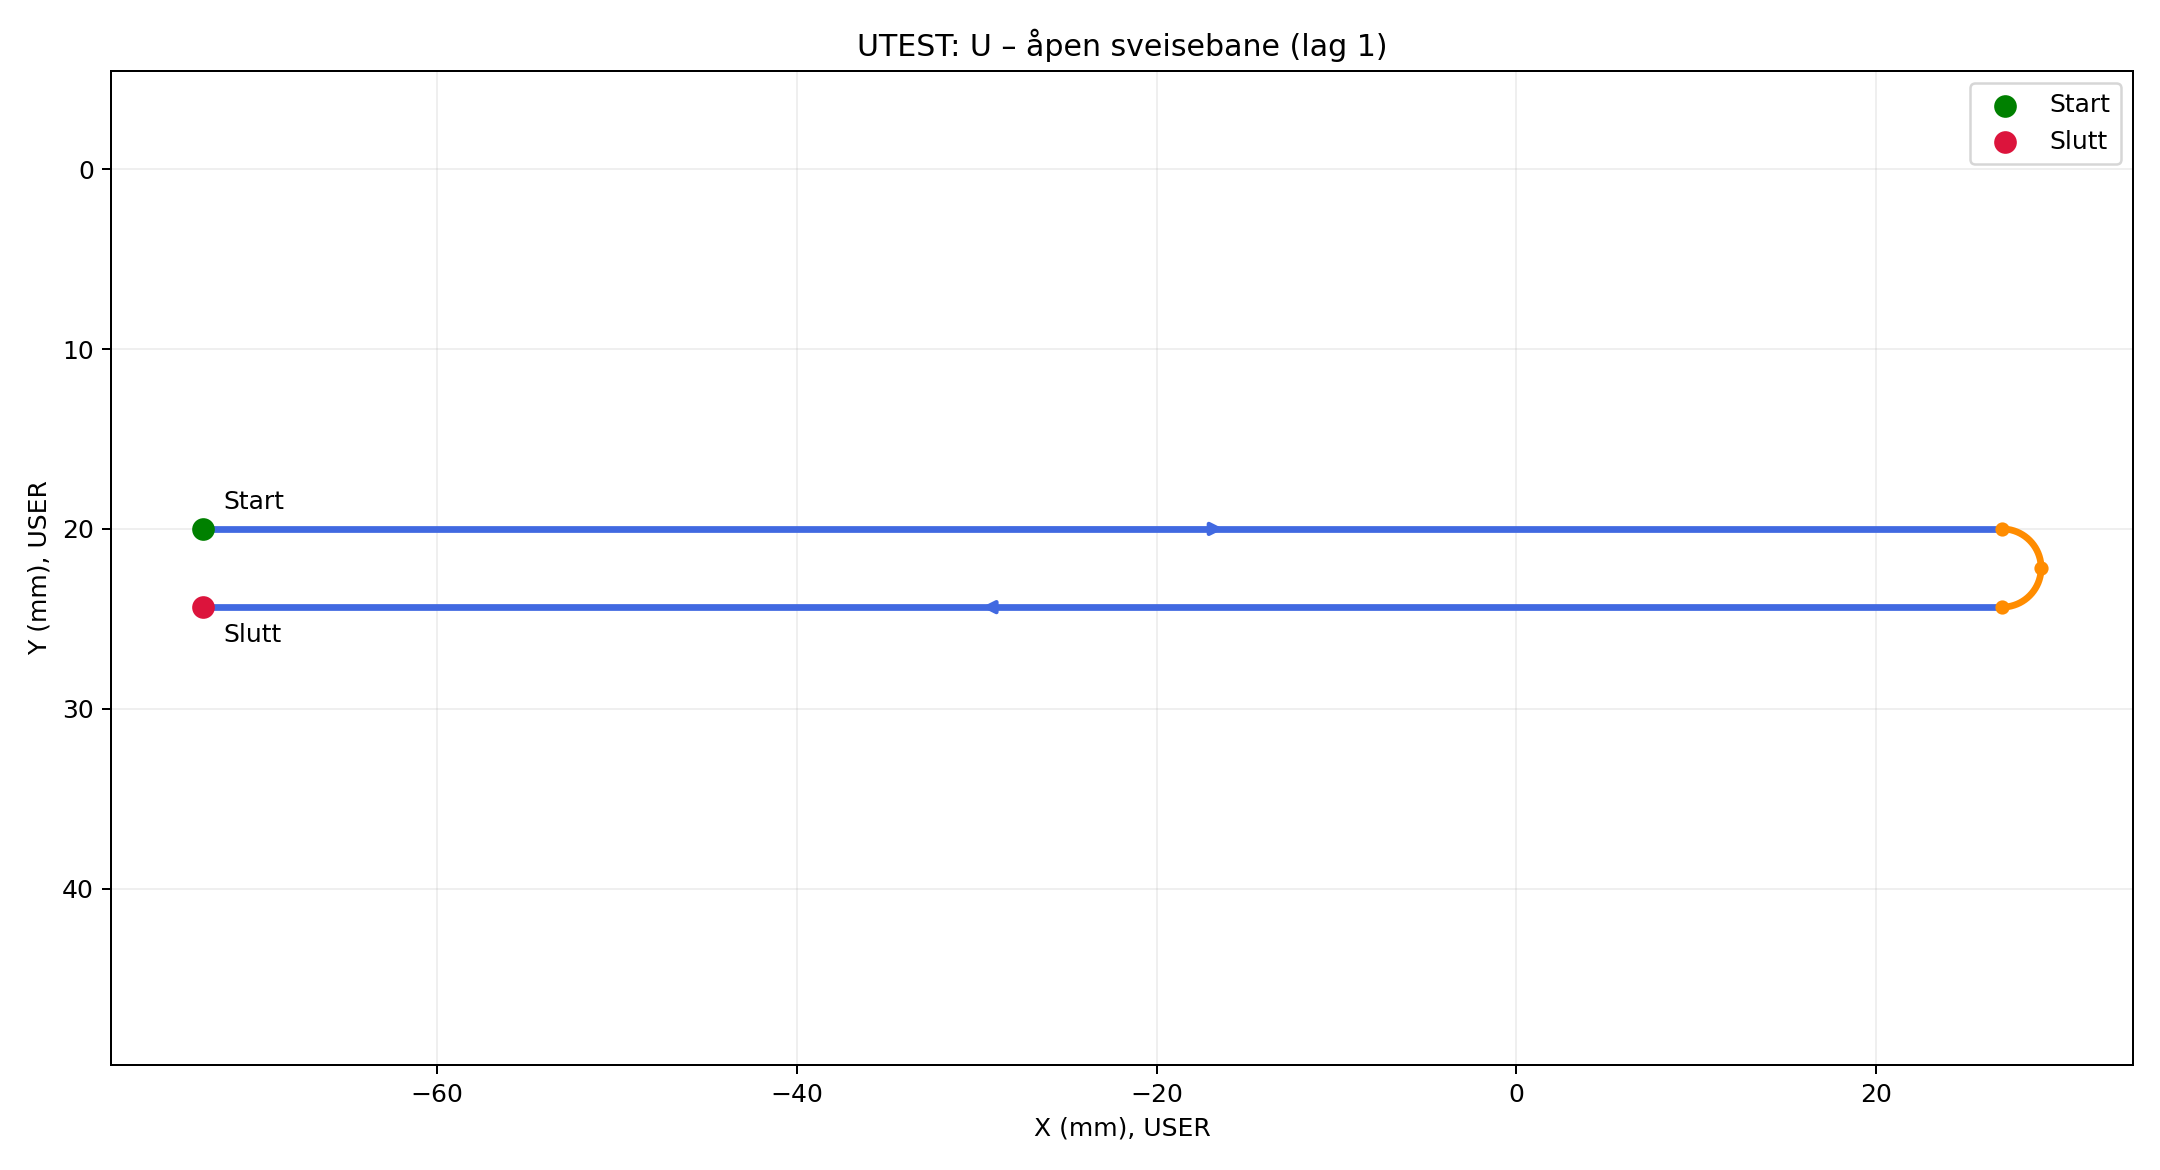 UTEST: U – åpen sveisebane (lag 1)
Start
Slutt
0
10
20
30
40
Y (mm), USER
Start
Slutt
−60
−40
−20
0
20
X (mm), USER